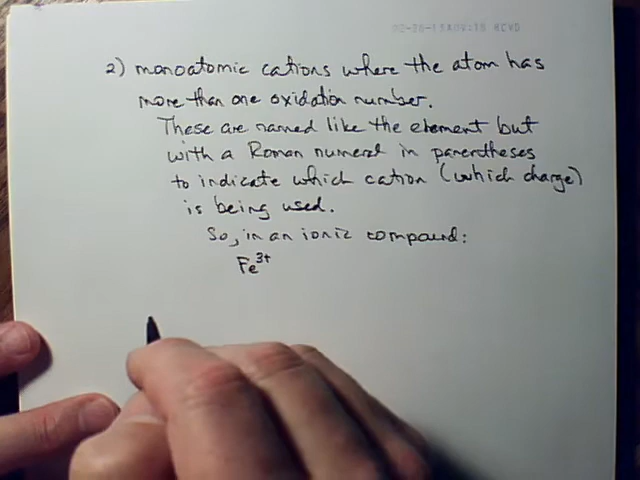 2) monoatomic cations where the atom has
more than one oxidation number.
These are named like the element but
with a Roman numeral in parentheses
to indicate which cation (which charge)
is being used.
So, in an ionic compound:
Fe³⁺